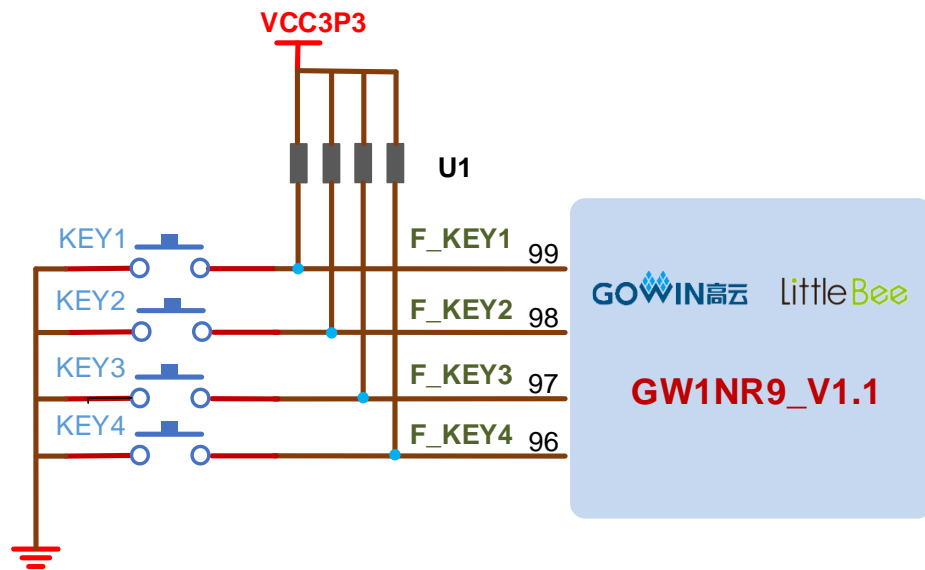 VCC3P3
U1
KEY1
F_KEY1
99
KEY2
F_KEY2
98
KEY3
F_KEY3
97
KEY4
F_KEY4
96
GOWIN高云
LittleBee
GW1NR9_V1.1